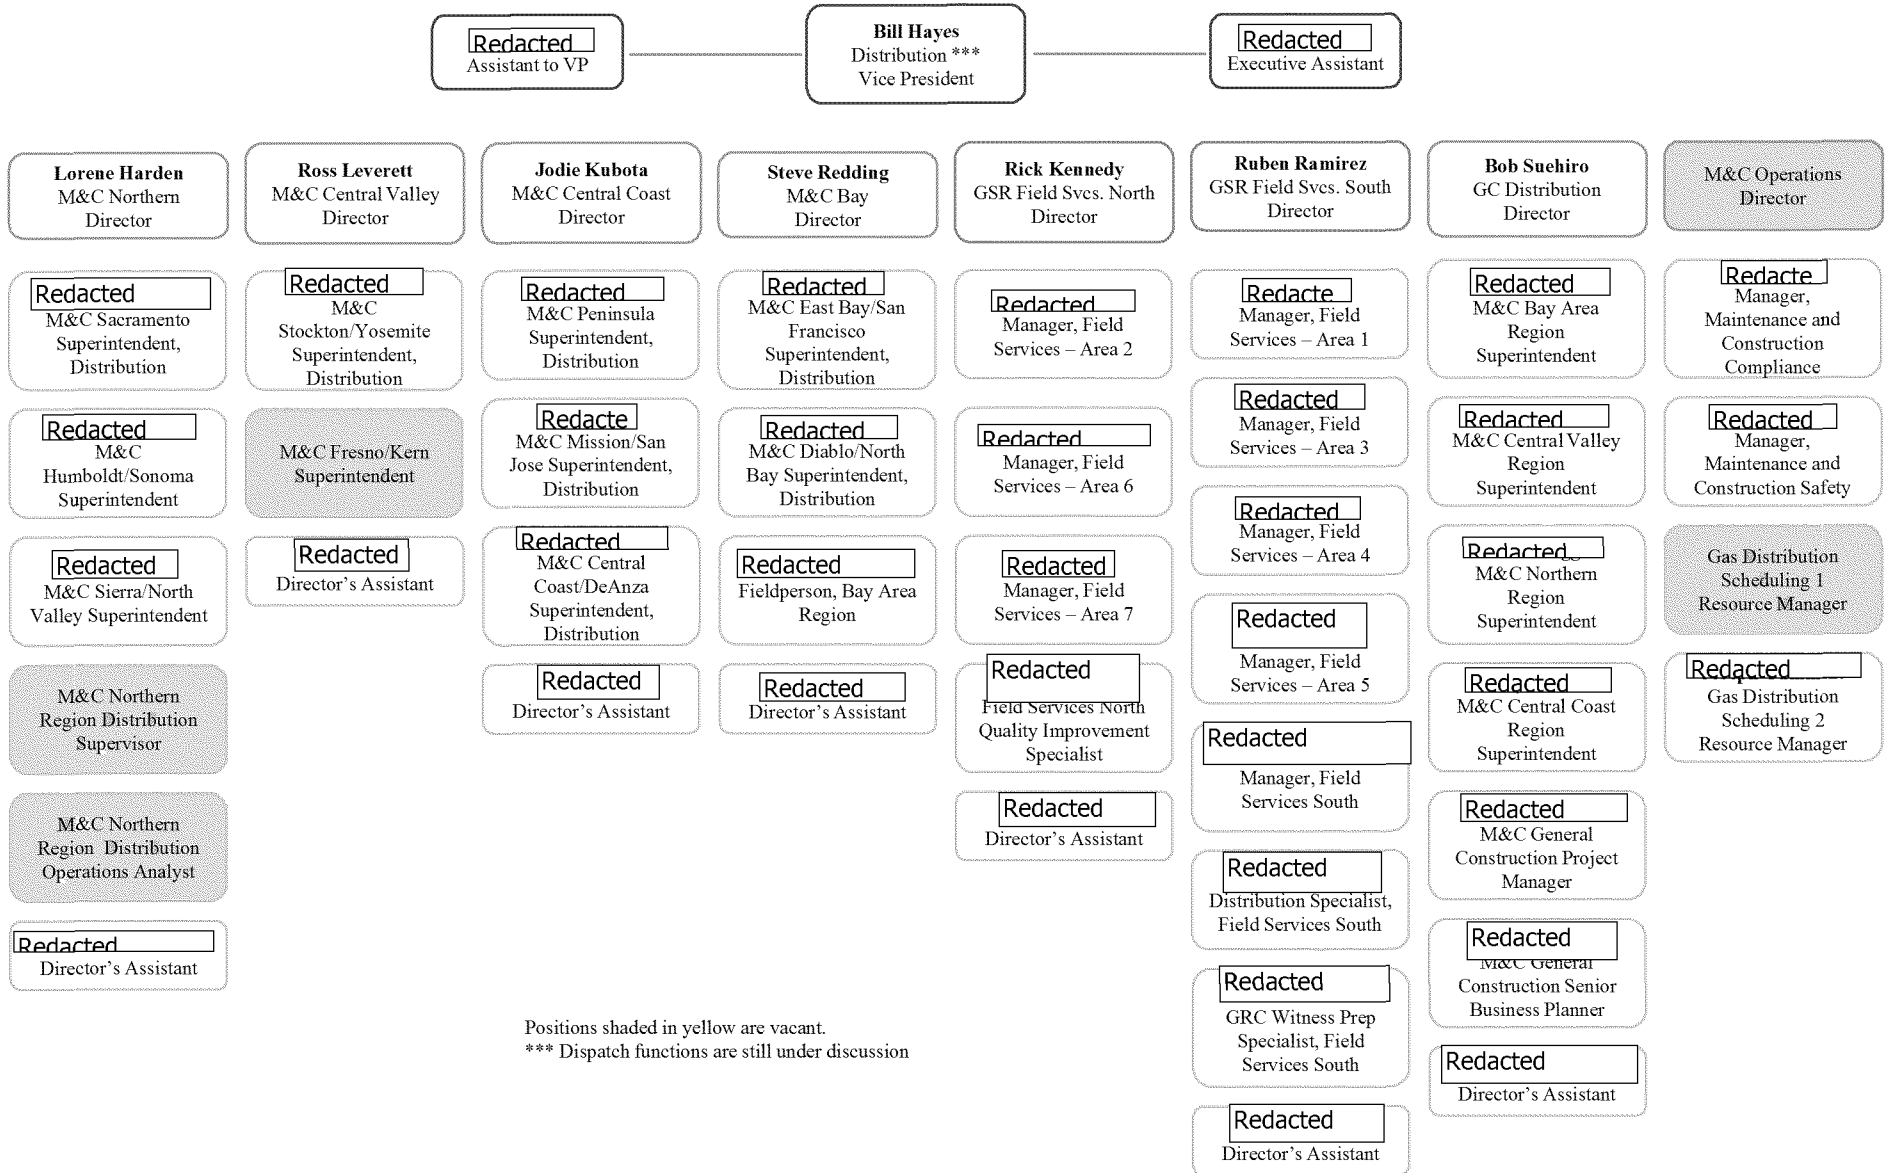 Redacted
Assistant to VP
Bill Hayes
Distribution ***
Vice President
Redacted
Executive Assistant
Lorene Harden
M&C Northern
Director
Redacted
M&C Sacramento
Superintendent,
Distribution
Redacted
M&C
Humboldt/Sonoma
Superintendent
Redacted
M&C Sierra/North
Valley Superintendent
M&C Northern
Region Distribution
Supervisor
M&C Northern
Region Distribution
Operations Analyst
Redacted
Director's Assistant
Ross Leverett
M&C Central Valley
Director
Redacted
M&C
Stockton/Yosemite
Superintendent,
Distribution
M&C Fresno/Kern
Superintendent
Redacted
Director's Assistant
Jodie Kubota
M&C Central Coast
Director
Redacted
M&C Peninsula
Superintendent,
Distribution
Redacte
M&C Mission/San
Jose Superintendent,
Distribution
Redacted
M&C Central
Coast/DeAnza
Superintendent,
Distribution
Redacted
Director's Assistant
Steve Redding
M&C Bay
Director
Redacted
M&C East Bay/San
Francisco
Superintendent,
Distribution
Redacted
M&C Diablo/North
Bay Superintendent,
Distribution
Redacted
Fieldperson, Bay Area
Region
Redacted
Director's Assistant
Rick Kennedy
GSR Field Svcs. North
Director
Redacted
Manager, Field
Services – Area 2
Redacted
Manager, Field
Services – Area 6
Redacted
Manager, Field
Services – Area 7
Redacted
Field Services North
Quality Improvement
Specialist
Redacted
Director's Assistant
Ruben Ramirez
GSR Field Svcs. South
Director
Redacte
Manager, Field
Services – Area 1
Redacted
Manager, Field
Services – Area 3
Redacted
Manager, Field
Services – Area 4
Redacted
Manager, Field
Services – Area 5
Redacted
Manager, Field
Services South
Redacted
Distribution Specialist,
Field Services South
Redacted
GRC Witness Prep
Specialist, Field
Services South
Redacted
Director's Assistant
Bob Suehiro
GC Distribution
Director
Redacted
M&C Bay Area
Region
Superintendent
Redacted
M&C Central Valley
Region
Superintendent
Redacted
M&C Northern
Region
Superintendent
Redacted
M&C Central Coast
Region
Superintendent
Redacted
M&C General
Construction Project
Manager
Redacted
M&C General
Construction Senior
Business Planner
Redacted
Director's Assistant
M&C Operations
Director
Redacte
Manager,
Maintenance and
Construction
Compliance
Redacted
Manager,
Maintenance and
Construction Safety
Gas Distribution
Scheduling 1
Resource Manager
Redacted
Gas Distribution
Scheduling 2
Resource Manager
Positions shaded in yellow are vacant.
*** Dispatch functions are still under discussion